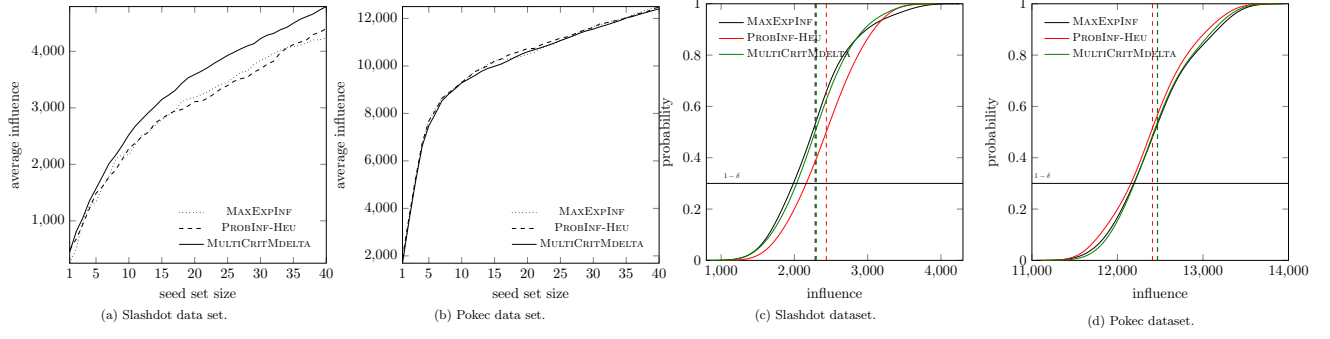 4,000
3,000
2,000
1,000
average influence
MAXEXPINF
PROBINF-HEU
MULTICRITMDELTA
1 5 10 15 20 25 30 35 40
seed set size
(a) Slashdot data set.
12,000
10,000
8,000
6,000
4,000
2,000
average influence
MAXEXPINF
PROBINF-HEU
MULTICRITMDELTA
1 5 10 15 20 25 30 35 40
seed set size
(b) Pokec data set.
1
0.8
0.6
0.4
0.2
0
probability
MAXEXPINF
PROBINF-HEU
MULTICRITMDELTA
1 − δ
1,000 2,000 3,000 4,000
influence
(c) Slashdot dataset.
1
0.8
0.6
0.4
0.2
0
probability
MAXEXPINF
PROBINF-HEU
MULTICRITMDELTA
1 − δ
11,000 12,000 13,000 14,000
influence
(d) Pokec dataset.